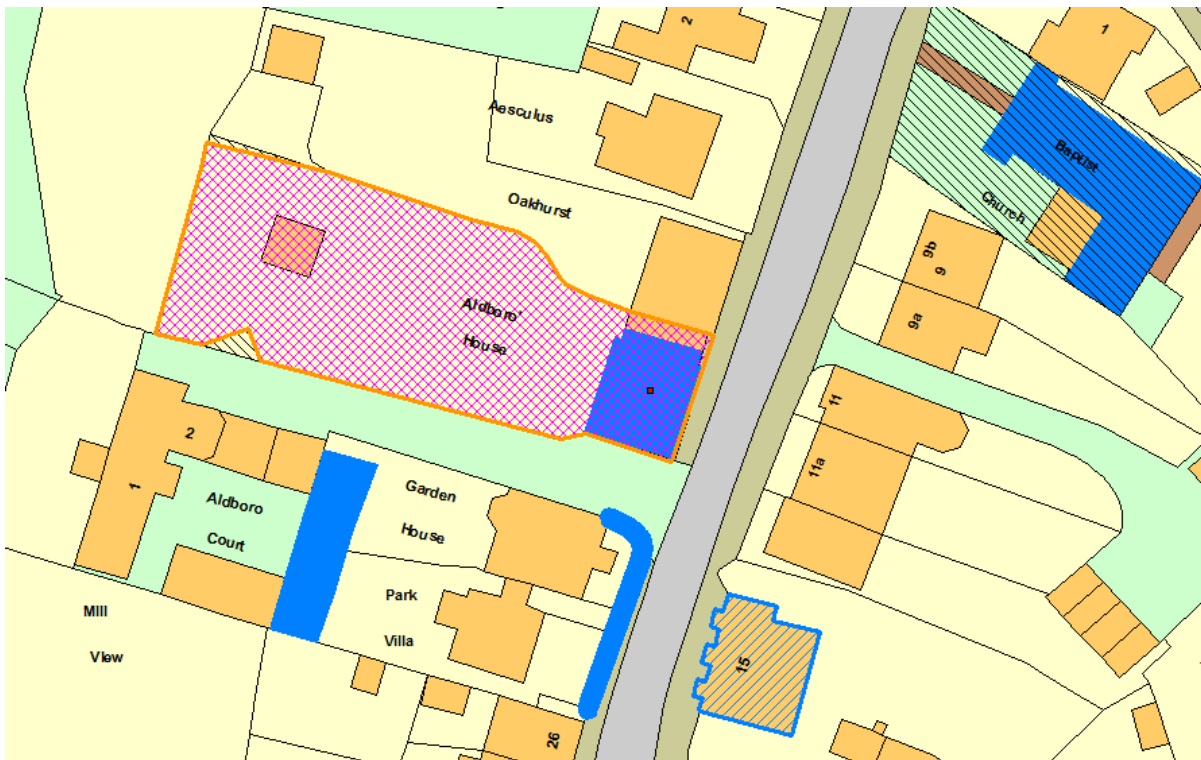 2
1
Aesculus
Baptist
Church
Oakhurst
9b
9
9a
Aldboro'
House
11
11a
2
1
Aldboro
Court
Garden
House
Park
Villa
Mill
View
15
26